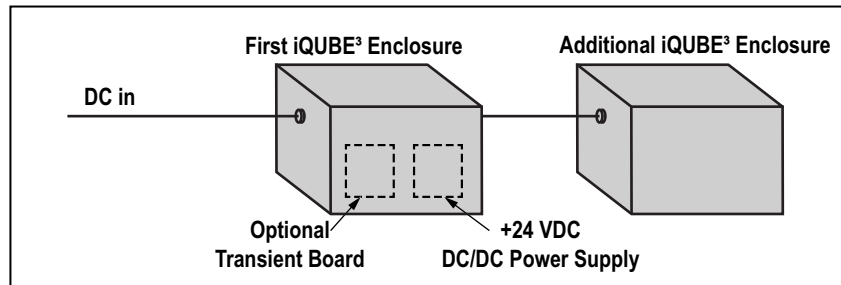 First iQUBE³ Enclosure
Additional iQUBE³ Enclosure
DC in
Optional
Transient Board
+24 VDC
DC/DC Power Supply